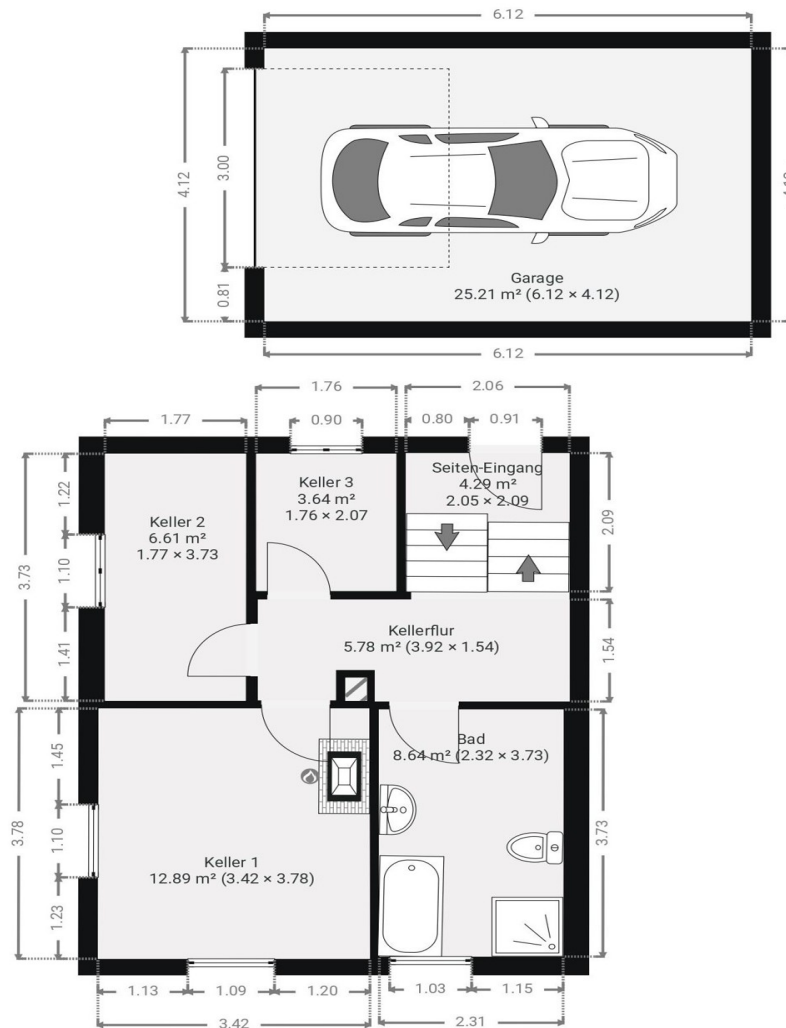 6.12
4.12
3.00
0.81
Garage
25.21 m² (6.12 × 4.12)
6.12
1.77
1.76
0.90
2.06
0.80
0.91
3.73
1.22
1.10
1.41
Keller 2
6.61 m²
1.77 × 3.73
Keller 3
3.64 m²
1.76 × 2.07
Seiten-Eingang
4.29 m²
2.05 × 2.09
2.09
Kellerflur
5.78 m² (3.92 × 1.54)
1.54
3.78
1.45
1.10
1.23
Bad
8.64 m² (2.32 × 3.73)
3.73
Keller 1
12.89 m² (3.42 × 3.78)
1.13
1.09
1.20
1.03
1.15
3.42
2.31